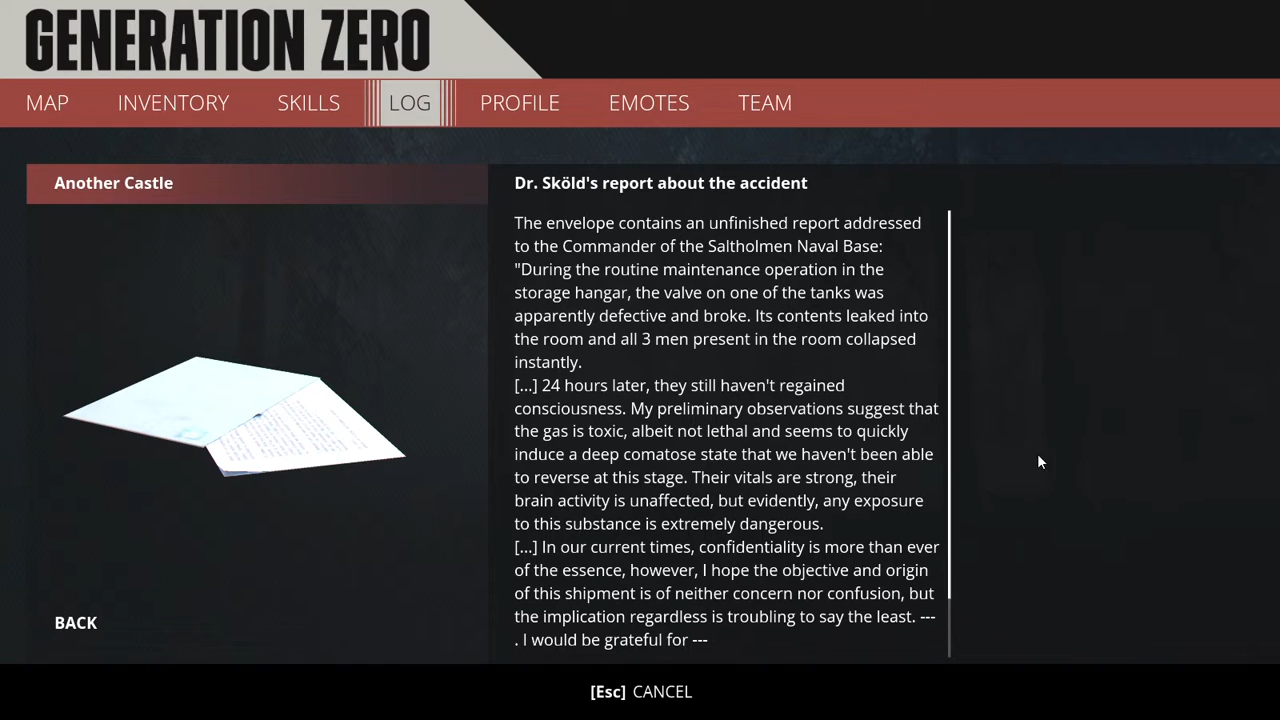 GENERATION ZERO
MAP INVENTORY SKILLS LOG PROFILE EMOTES TEAM
Another Castle
Dr. Sköld's report about the accident
The envelope contains an unfinished report addressed
to the Commander of the Saltholmen Naval Base:
"During the routine maintenance operation in the
storage hangar, the valve on one of the tanks was
apparently defective and broke. Its contents leaked into
the room and all 3 men present in the room collapsed
instantly.
[...] 24 hours later, they still haven't regained
consciousness. My preliminary observations suggest that
the gas is toxic, albeit not lethal and seems to quickly
induce a deep comatose state that we haven't been able
to reverse at this stage. Their vitals are strong, their
brain activity is unaffected, but evidently, any exposure
to this substance is extremely dangerous.
[...] In our current times, confidentiality is more than ever
of the essence, however, I hope the objective and origin
of this shipment is of neither concern nor confusion, but
the implication regardless is troubling to say the least. ---
. I would be grateful for ---
BACK
[Esc] CANCEL